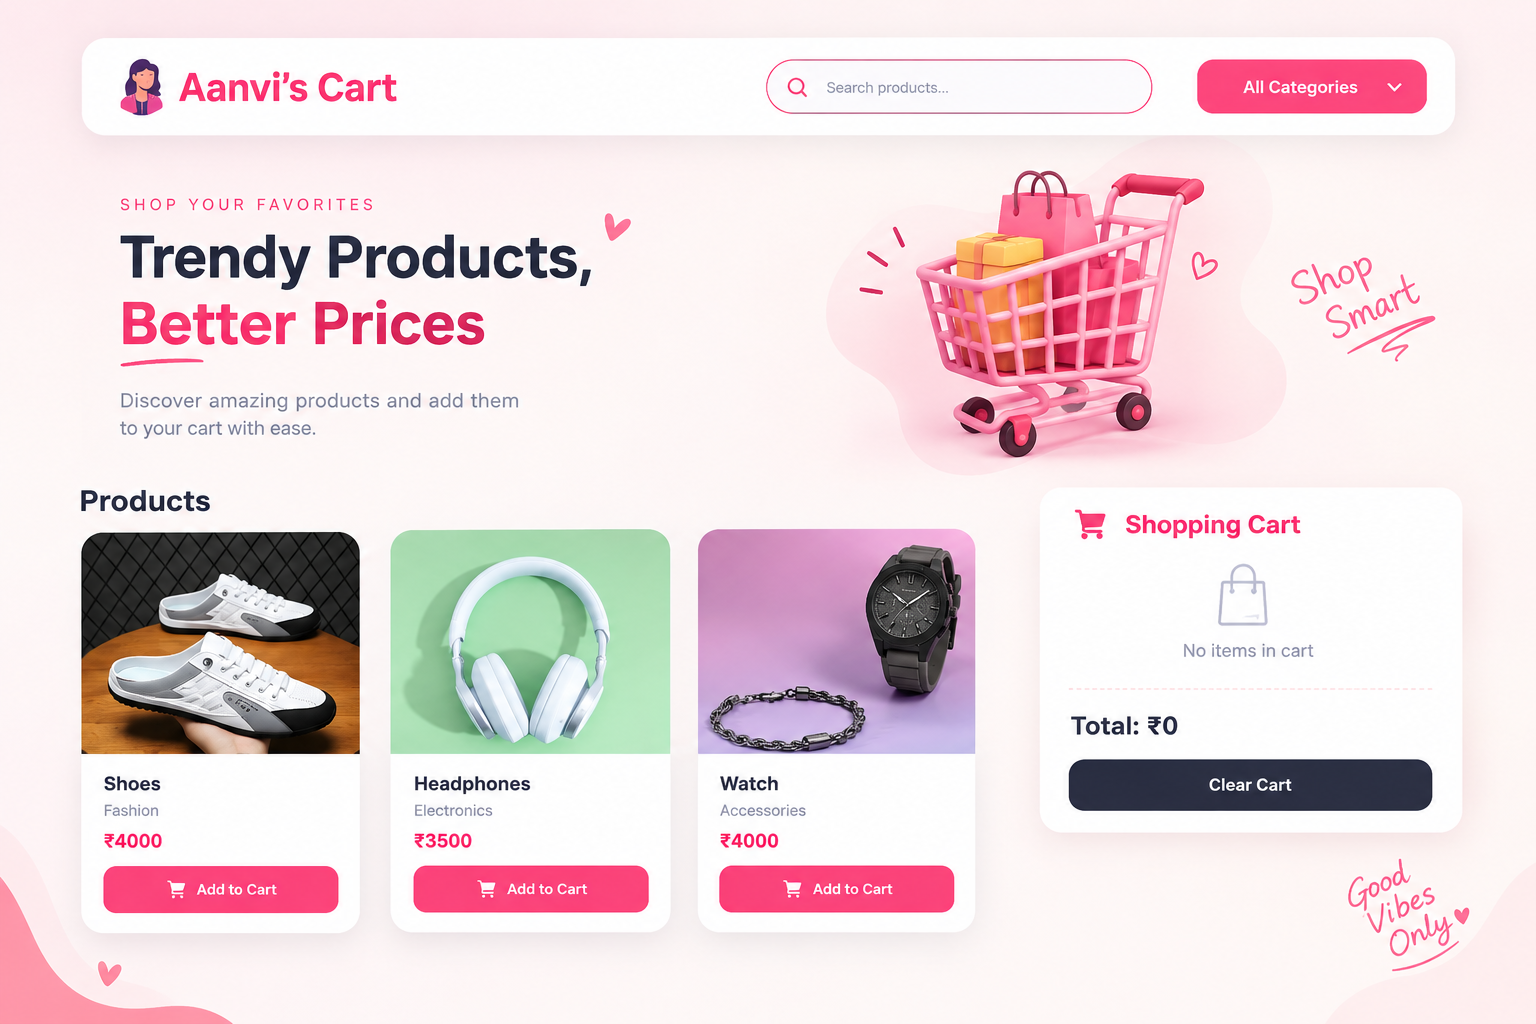 Aanvi's Cart
Search products...
All Categories
SHOP YOUR FAVORITES
Trendy Products,
Better Prices
Discover amazing products and add them
to your cart with ease.
Shop
Smart
Products
Shoes
Fashion
₹4000
Add to Cart
Headphones
Electronics
₹3500
Add to Cart
Watch
Accessories
₹4000
Add to Cart
Shopping Cart
No items in cart
Total: ₹0
Clear Cart
Good
Vibes
Only